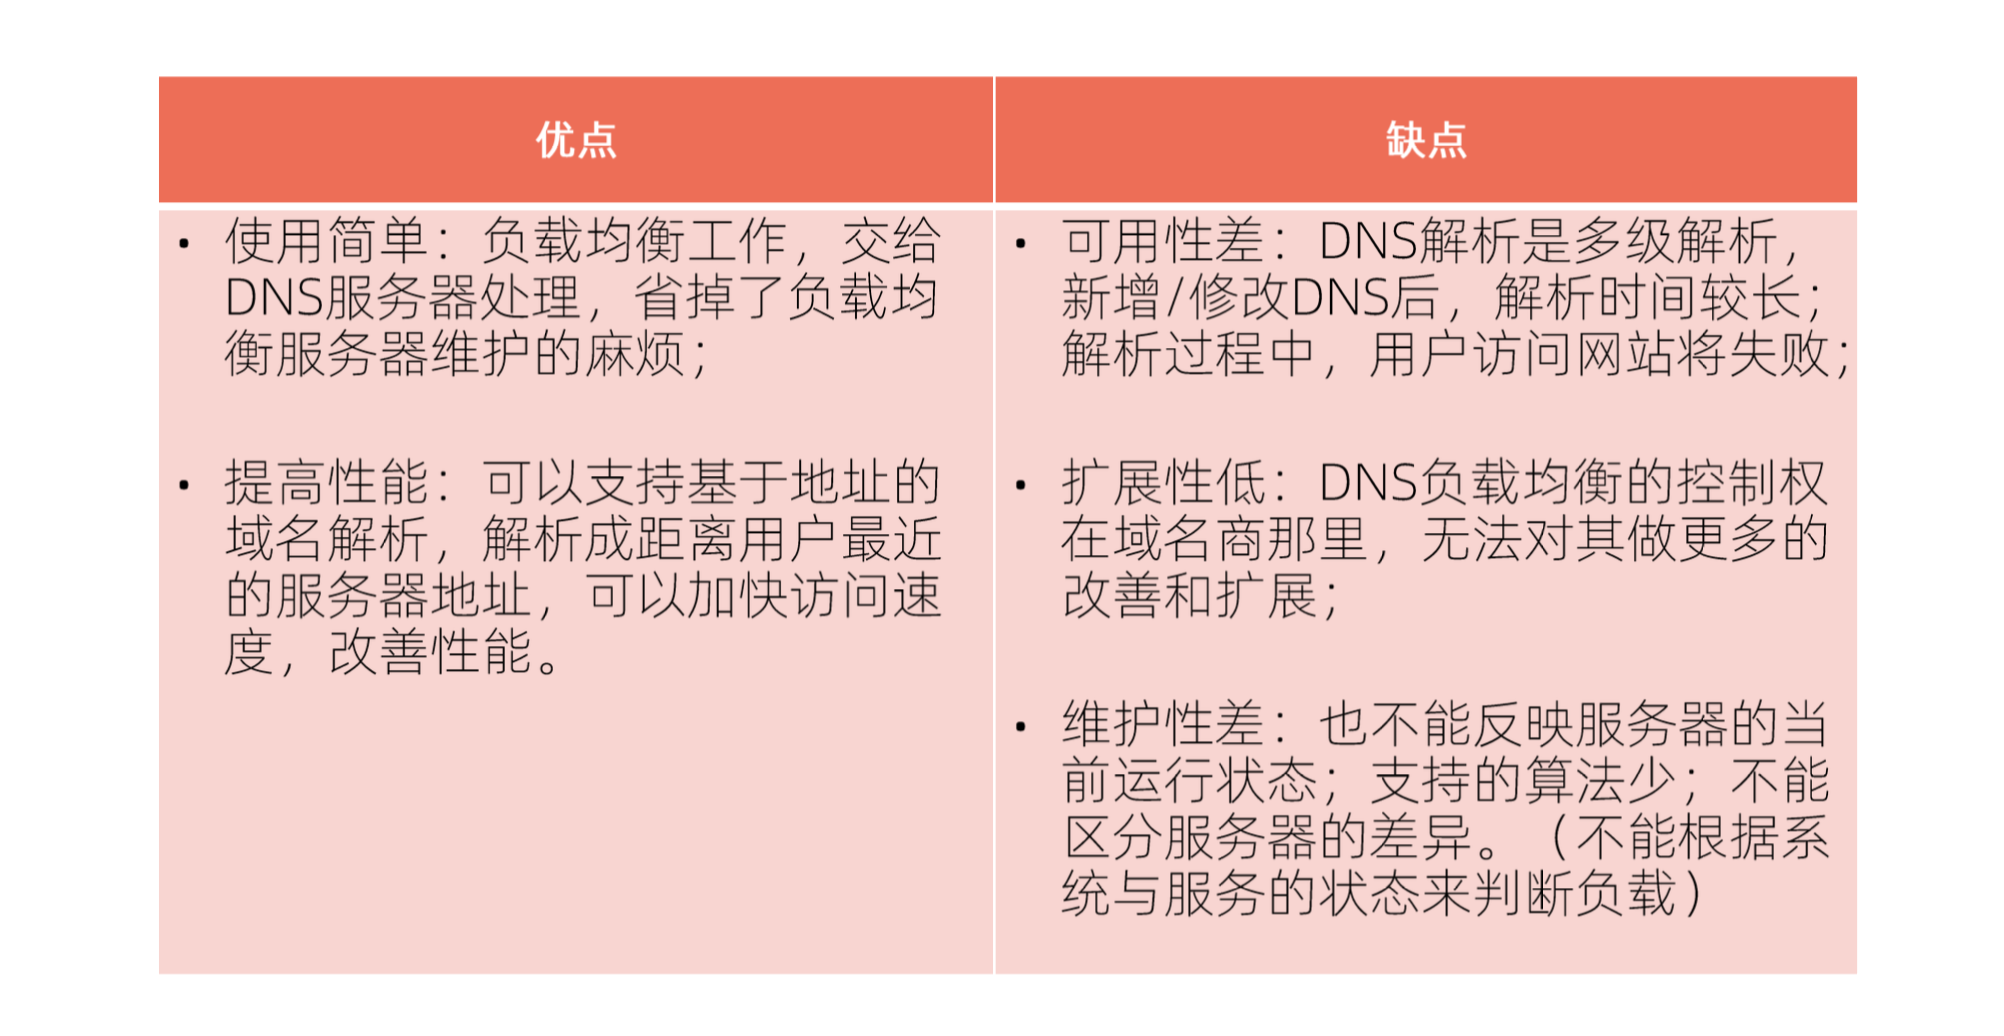 优点
缺点
• 使用简单：负载均衡工作，交给
DNS服务器处理，省掉了负载均
衡服务器维护的麻烦；
• 提高性能：可以支持基于地址的
域名解析，解析成距离用户最近
的服务器地址，可以加快访问速
度，改善性能。
• 可用性差：DNS解析是多级解析，
新增/修改DNS后，解析时间较长；
解析过程中，用户访问网站将失败；
• 扩展性低：DNS负载均衡的控制权
在域名商那里，无法对其做更多的
改善和扩展；
• 维护性差：也不能反映服务器的当
前运行状态；支持的算法少；不能
区分服务器的差异。（不能根据系
统与服务的状态来判断负载）